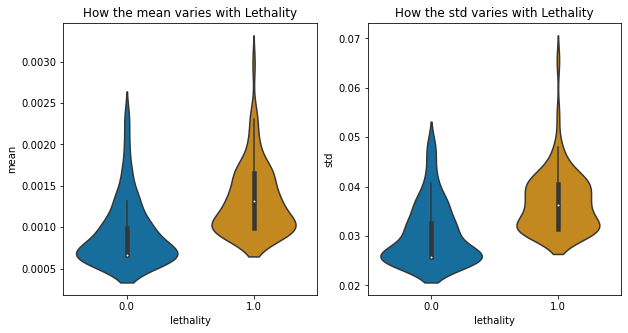 How the mean varies with Lethality
mean
0.0030
0.0025
0.0020
0.0015
0.0010
0.0005
0.0
1.0
lethality
How the std varies with Lethality
std
0.07
0.06
0.05
0.04
0.03
0.02
0.0
1.0
lethality